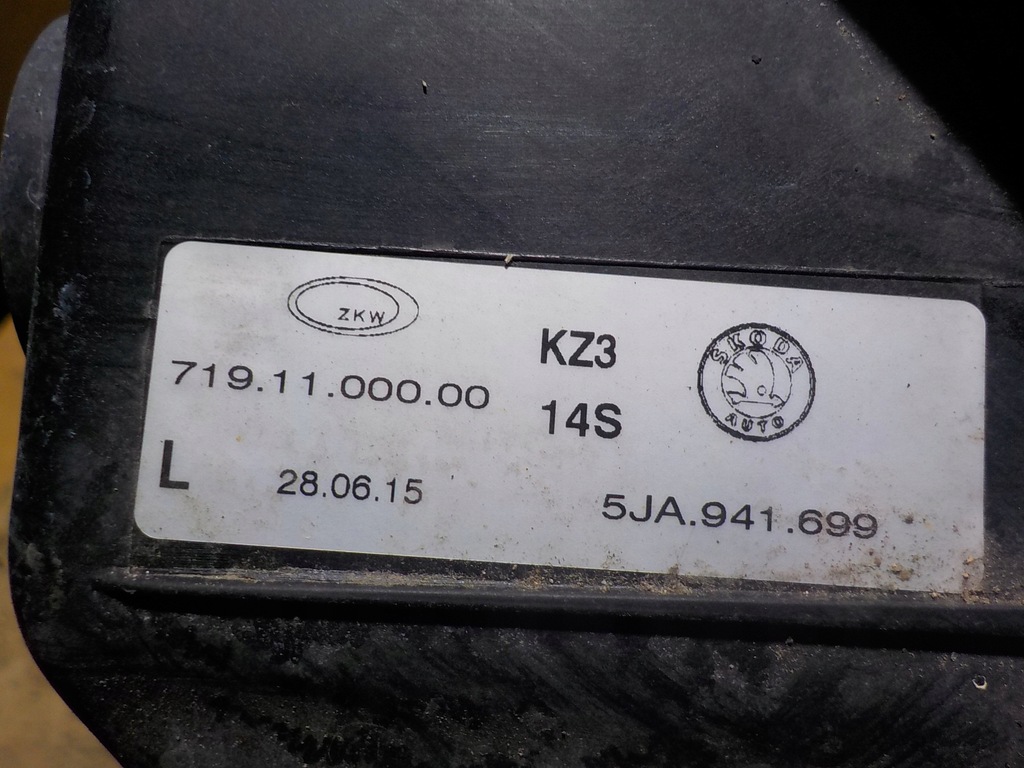 ZKW
719.11.000.00
KZ3
14S
SKODA
AUTO
L
28.06.15
5JA.941.699